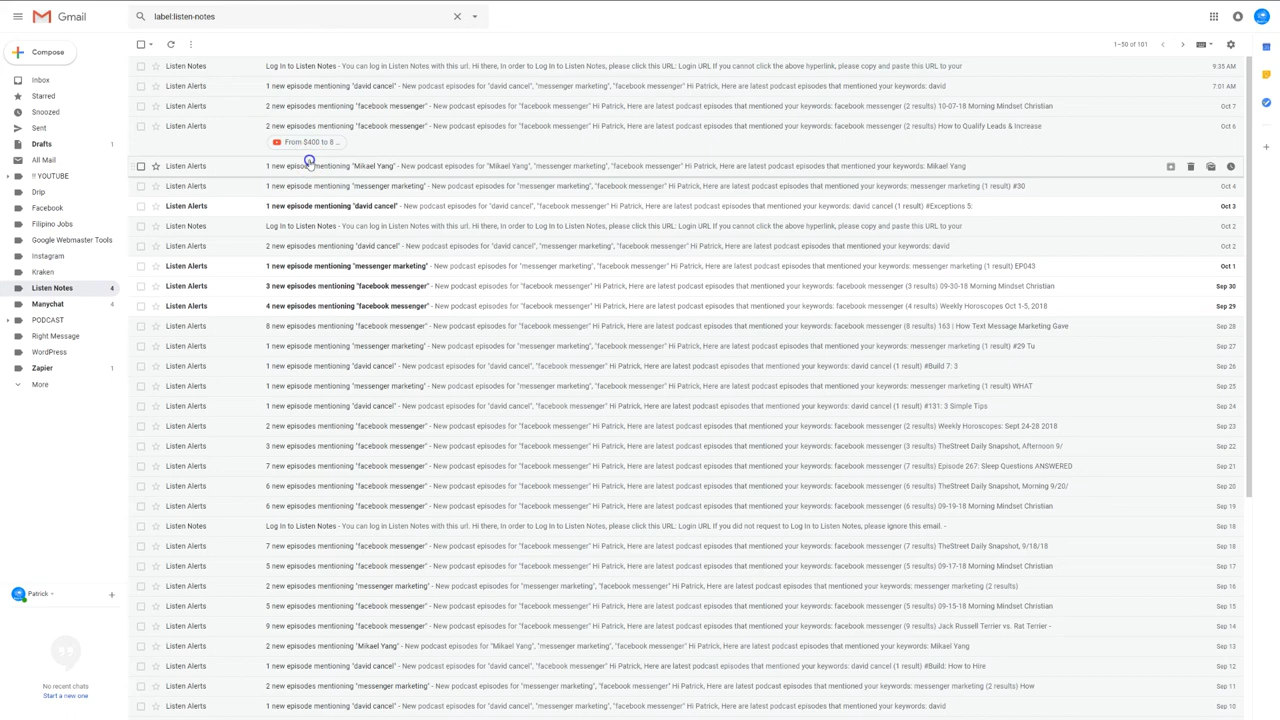 Gmail
label:listen-notes
Compose
1–50 of 101
Inbox
Starred
Snoozed
Sent
Drafts 1
All Mail
!! YOUTUBE
Drip
Facebook
Filipino Jobs
Google Webmaster Tools
Instagram
Kraken
Listen Notes 4
Manychat 4
PODCAST
Right Message
WordPress
Zapier 1
More
Patrick
No recent chats
Start a new one
Listen Notes Log In to Listen Notes - You can log in Listen Notes with this url. Hi there, In order to Log In to Listen Notes, please click this URL: Login URL If you cannot click the above hyperlink, please copy and paste this URL to your 9:35 AM
Listen Alerts 1 new episode mentioning "david cancel" - New podcast episodes for "david cancel", "messenger marketing", "facebook messenger" Hi Patrick, Here are latest podcast episodes that mentioned your keywords: david 7:01 AM
Listen Alerts 2 new episodes mentioning "facebook messenger" - New podcast episodes for "facebook messenger" Hi Patrick, Here are latest podcast episodes that mentioned your keywords: facebook messenger (2 results) 10-07-18 Morning Mindset Christian Oct 7
Listen Alerts 2 new episodes mentioning "facebook messenger" - New podcast episodes for "facebook messenger" Hi Patrick, Here are latest podcast episodes that mentioned your keywords: facebook messenger (2 results) How to Qualify Leads & Increase Oct 6
From $400 to 8 ...
Listen Alerts 1 new episode mentioning "Mikael Yang" - New podcast episodes for "Mikael Yang", "messenger marketing", "facebook messenger" Hi Patrick, Here are latest podcast episodes that mentioned your keywords: Mikael Yang
Listen Alerts 1 new episode mentioning "messenger marketing" - New podcast episodes for "messenger marketing", "facebook messenger" Hi Patrick, Here are latest podcast episodes that mentioned your keywords: messenger marketing (1 result) #30 Oct 4
Listen Alerts 1 new episode mentioning "david cancel" - New podcast episodes for "david cancel", "facebook messenger" Hi Patrick, Here are latest podcast episodes that mentioned your keywords: david cancel (1 result) #Exceptions 5: Oct 3
Listen Notes Log In to Listen Notes - You can log in Listen Notes with this url. Hi there, In order to Log In to Listen Notes, please click this URL: Login URL If you cannot click the above hyperlink, please copy and paste this URL to your Oct 2
Listen Alerts 2 new episodes mentioning "david cancel" - New podcast episodes for "david cancel", "messenger marketing", "facebook messenger" Hi Patrick, Here are latest podcast episodes that mentioned your keywords: david Oct 2
Listen Alerts 1 new episode mentioning "messenger marketing" - New podcast episodes for "messenger marketing", "facebook messenger" Hi Patrick, Here are latest podcast episodes that mentioned your keywords: messenger marketing (1 result) EP043 Oct 1
Listen Alerts 3 new episodes mentioning "facebook messenger" - New podcast episodes for "facebook messenger" Hi Patrick, Here are latest podcast episodes that mentioned your keywords: facebook messenger (3 results) 09-30-18 Morning Mindset Christian Sep 30
Listen Alerts 4 new episodes mentioning "facebook messenger" - New podcast episodes for "facebook messenger" Hi Patrick, Here are latest podcast episodes that mentioned your keywords: facebook messenger (4 results) Weekly Horoscopes Oct 1-5, 2018 Sep 29
Listen Alerts 8 new episodes mentioning "facebook messenger" - New podcast episodes for "facebook messenger" Hi Patrick, Here are latest podcast episodes that mentioned your keywords: facebook messenger (8 results) 163 | How Text Message Marketing Gave Sep 28
Listen Alerts 1 new episode mentioning "messenger marketing" - New podcast episodes for "messenger marketing", "facebook messenger" Hi Patrick, Here are latest podcast episodes that mentioned your keywords: messenger marketing (1 result) #29 Tu Sep 27
Listen Alerts 1 new episode mentioning "david cancel" - New podcast episodes for "david cancel", "facebook messenger" Hi Patrick, Here are latest podcast episodes that mentioned your keywords: david cancel (1 result) #Build 7: 3 Sep 26
Listen Alerts 1 new episode mentioning "messenger marketing" - New podcast episodes for "messenger marketing", "facebook messenger" Hi Patrick, Here are latest podcast episodes that mentioned your keywords: messenger marketing (1 result) WHAT Sep 25
Listen Alerts 1 new episode mentioning "david cancel" - New podcast episodes for "david cancel", "facebook messenger" Hi Patrick, Here are latest podcast episodes that mentioned your keywords: david cancel (1 result) #131: 3 Simple Tips Sep 24
Listen Alerts 2 new episodes mentioning "facebook messenger" - New podcast episodes for "facebook messenger" Hi Patrick, Here are latest podcast episodes that mentioned your keywords: facebook messenger (2 results) Weekly Horoscopes: Sept 24-28 2018 Sep 23
Listen Alerts 3 new episodes mentioning "facebook messenger" - New podcast episodes for "facebook messenger" Hi Patrick, Here are latest podcast episodes that mentioned your keywords: facebook messenger (3 results) TheStreet Daily Snapshot, Afternoon 9/ Sep 22
Listen Alerts 7 new episodes mentioning "facebook messenger" - New podcast episodes for "facebook messenger" Hi Patrick, Here are latest podcast episodes that mentioned your keywords: facebook messenger (7 results) Episode 267: Sleep Questions ANSWERED Sep 21
Listen Alerts 6 new episodes mentioning "facebook messenger" - New podcast episodes for "facebook messenger" Hi Patrick, Here are latest podcast episodes that mentioned your keywords: facebook messenger (6 results) TheStreet Daily Snapshot, Morning 9/20/ Sep 20
Listen Alerts 6 new episodes mentioning "facebook messenger" - New podcast episodes for "facebook messenger" Hi Patrick, Here are latest podcast episodes that mentioned your keywords: facebook messenger (6 results) 09-19-18 Morning Mindset Christian Sep 19
Listen Notes Log In to Listen Notes - You can log in Listen Notes with this url. Hi there, In order to Log In to Listen Notes, please click this URL: Login URL If you did not request to Log In to Listen Notes, please ignore this email. - Sep 18
Listen Alerts 7 new episodes mentioning "facebook messenger" - New podcast episodes for "facebook messenger" Hi Patrick, Here are latest podcast episodes that mentioned your keywords: facebook messenger (7 results) TheStreet Daily Snapshot, 9/18/18 Sep 18
Listen Alerts 5 new episodes mentioning "facebook messenger" - New podcast episodes for "facebook messenger" Hi Patrick, Here are latest podcast episodes that mentioned your keywords: facebook messenger (5 results) 09-17-18 Morning Mindset Christian Sep 17
Listen Alerts 2 new episodes mentioning "messenger marketing" - New podcast episodes for "messenger marketing", "facebook messenger" Hi Patrick, Here are latest podcast episodes that mentioned your keywords: messenger marketing (2 results) Sep 16
Listen Alerts 5 new episodes mentioning "facebook messenger" - New podcast episodes for "facebook messenger" Hi Patrick, Here are latest podcast episodes that mentioned your keywords: facebook messenger (5 results) 09-15-18 Morning Mindset Christian Sep 15
Listen Alerts 9 new episodes mentioning "facebook messenger" - New podcast episodes for "facebook messenger" Hi Patrick, Here are latest podcast episodes that mentioned your keywords: facebook messenger (9 results) Jack Russell Terrier vs. Rat Terrier - Sep 14
Listen Alerts 2 new episodes mentioning "Mikael Yang" - New podcast episodes for "Mikael Yang", "messenger marketing", "facebook messenger" Hi Patrick, Here are latest podcast episodes that mentioned your keywords: Mikael Yang Sep 13
Listen Alerts 1 new episode mentioning "david cancel" - New podcast episodes for "david cancel", "facebook messenger" Hi Patrick, Here are latest podcast episodes that mentioned your keywords: david cancel (1 result) #Build: How to Hire Sep 12
Listen Alerts 2 new episodes mentioning "messenger marketing" - New podcast episodes for "messenger marketing", "facebook messenger" Hi Patrick, Here are latest podcast episodes that mentioned your keywords: messenger marketing (2 results) How Sep 11
Listen Alerts 1 new episode mentioning "david cancel" - New podcast episodes for "david cancel", "messenger marketing", "facebook messenger" Hi Patrick, Here are latest podcast episodes that mentioned your keywords: david Sep 10